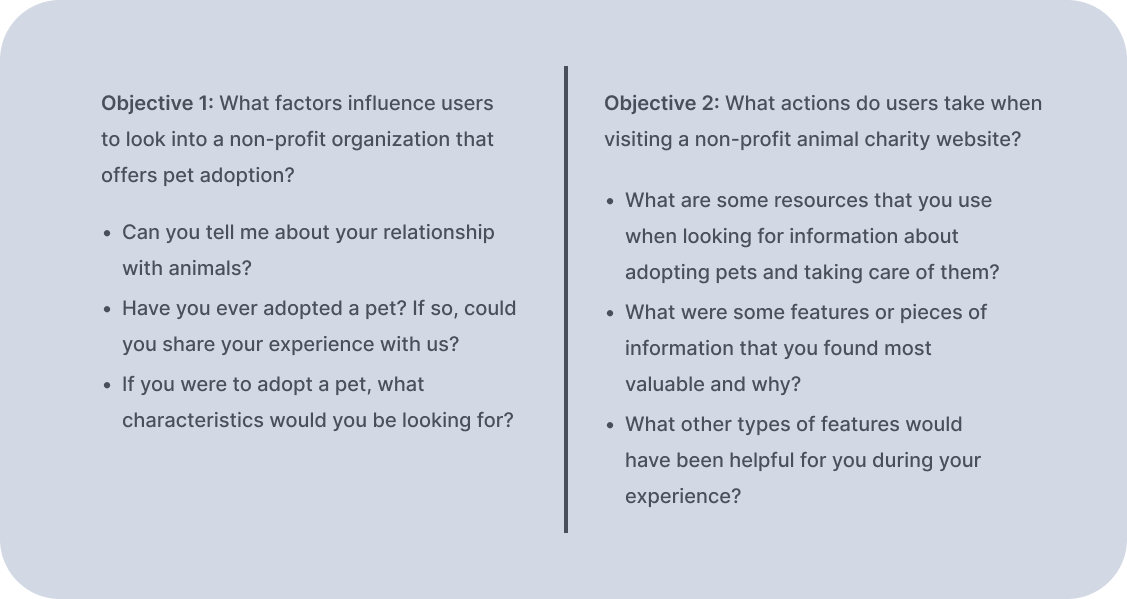 Objective 1: What factors influence users
to look into a non-profit organization that
offers pet adoption?
• Can you tell me about your relationship
with animals?
• Have you ever adopted a pet? If so, could
you share your experience with us?
• If you were to adopt a pet, what
characteristics would you be looking for?
Objective 2: What actions do users take when
visiting a non-profit animal charity website?
• What are some resources that you use
when looking for information about
adopting pets and taking care of them?
• What were some features or pieces of
information that you found most
valuable and why?
• What other types of features would
have been helpful for you during your
experience?